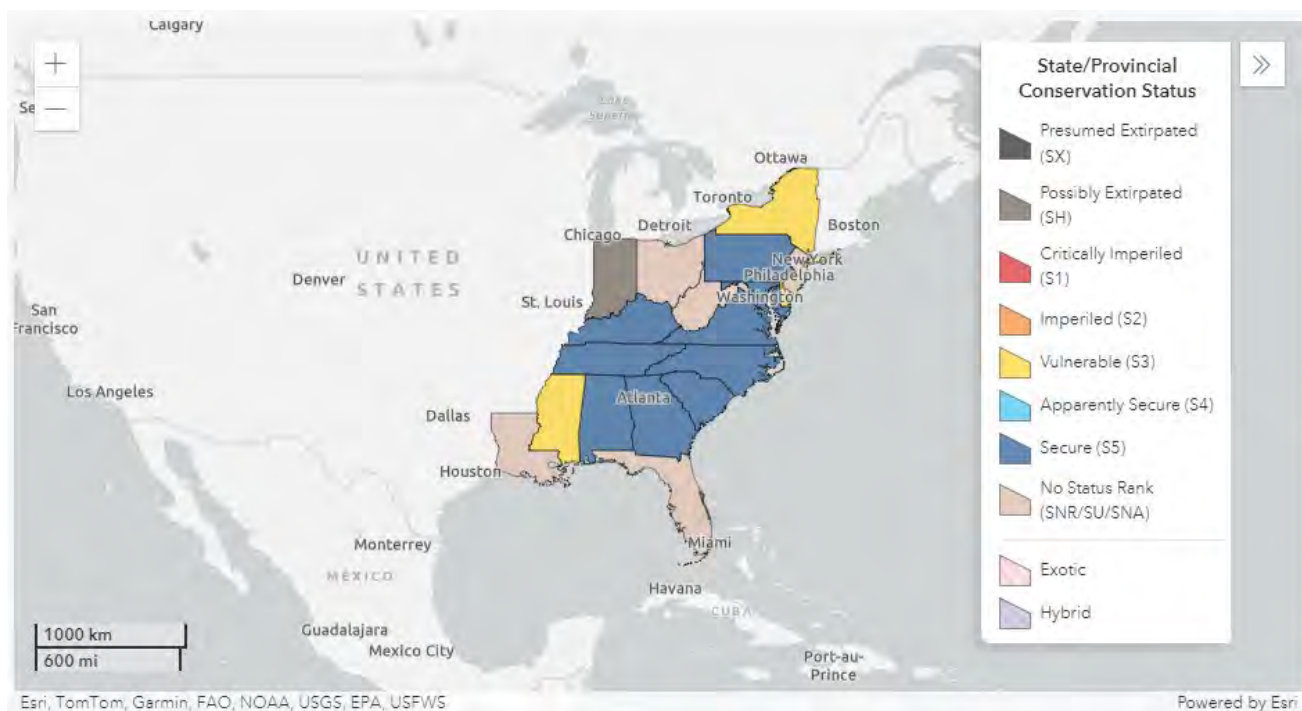 Calgary
+
Se
−
Lake
Superior
Ottawa
Toronto
Boston
Detroit
Chicago
New York
UNITED
STATES
Philadelphia
Denver
Washington
St. Louis
San
Francisco
Los Angeles
Atlanta
Dallas
Houston
Miami
Monterrey
MÉXICO
Havana
CUBA
Guadalajara
Mexico City
Port-au-
Prince
1000 km
600 mi
State/Provincial
Conservation Status
Presumed Extirpated
(SX)
Possibly Extirpated
(SH)
Critically Imperiled
(S1)
Imperiled (S2)
Vulnerable (S3)
Apparently Secure (S4)
Secure (S5)
No Status Rank
(SNR/SU/SNA)
Exotic
Hybrid
Esri, TomTom, Garmin, FAO, NOAA, USGS, EPA, USFWS
Powered by Esri